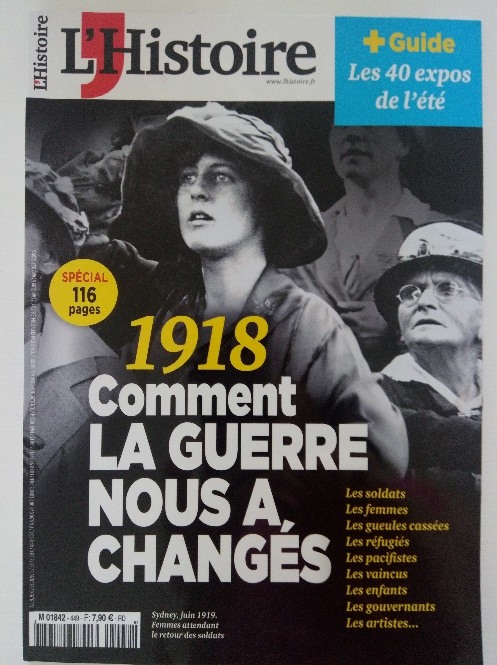 L'Histoire
L'Histoire
www.lhistoire.fr
+ Guide
Les 40 expos
de l'été
SPÉCIAL
116
pages
1918
Comment
LA GUERRE
NOUS A
CHANGÉS
Les soldats
Les femmes
Les gueules cassées
Les réfugiés
Les pacifistes
Les vaincus
Les enfants
Les gouvernants
Les artistes...
M 01842 - 449 - F: 7,90 € - RD
Sydney, juin 1919.
Femmes attendant
le retour des soldats